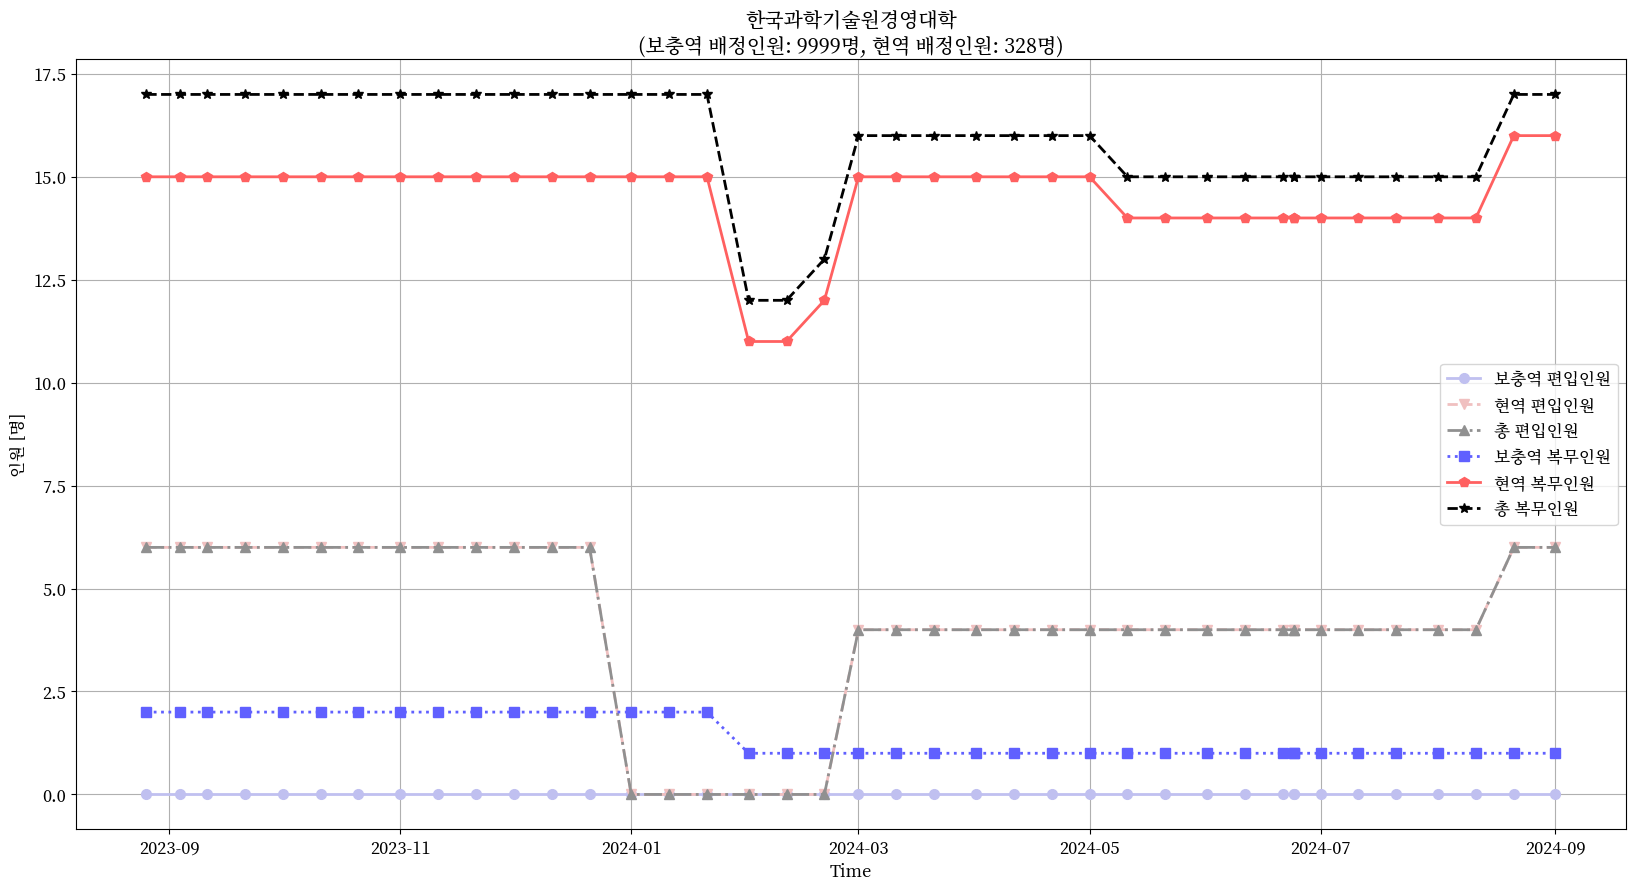 한국과학기술원경영대학
(보충역 배정인원: 9999명, 현역 배정인원: 328명)
17.5
15.0
12.5
10.0
7.5
5.0
2.5
0.0
인원 [명]
보충역 편입인원
현역 편입인원
총 편입인원
보충역 복무인원
현역 복무인원
총 복무인원
2023-09
2023-11
2024-01
2024-03
2024-05
2024-07
2024-09
Time